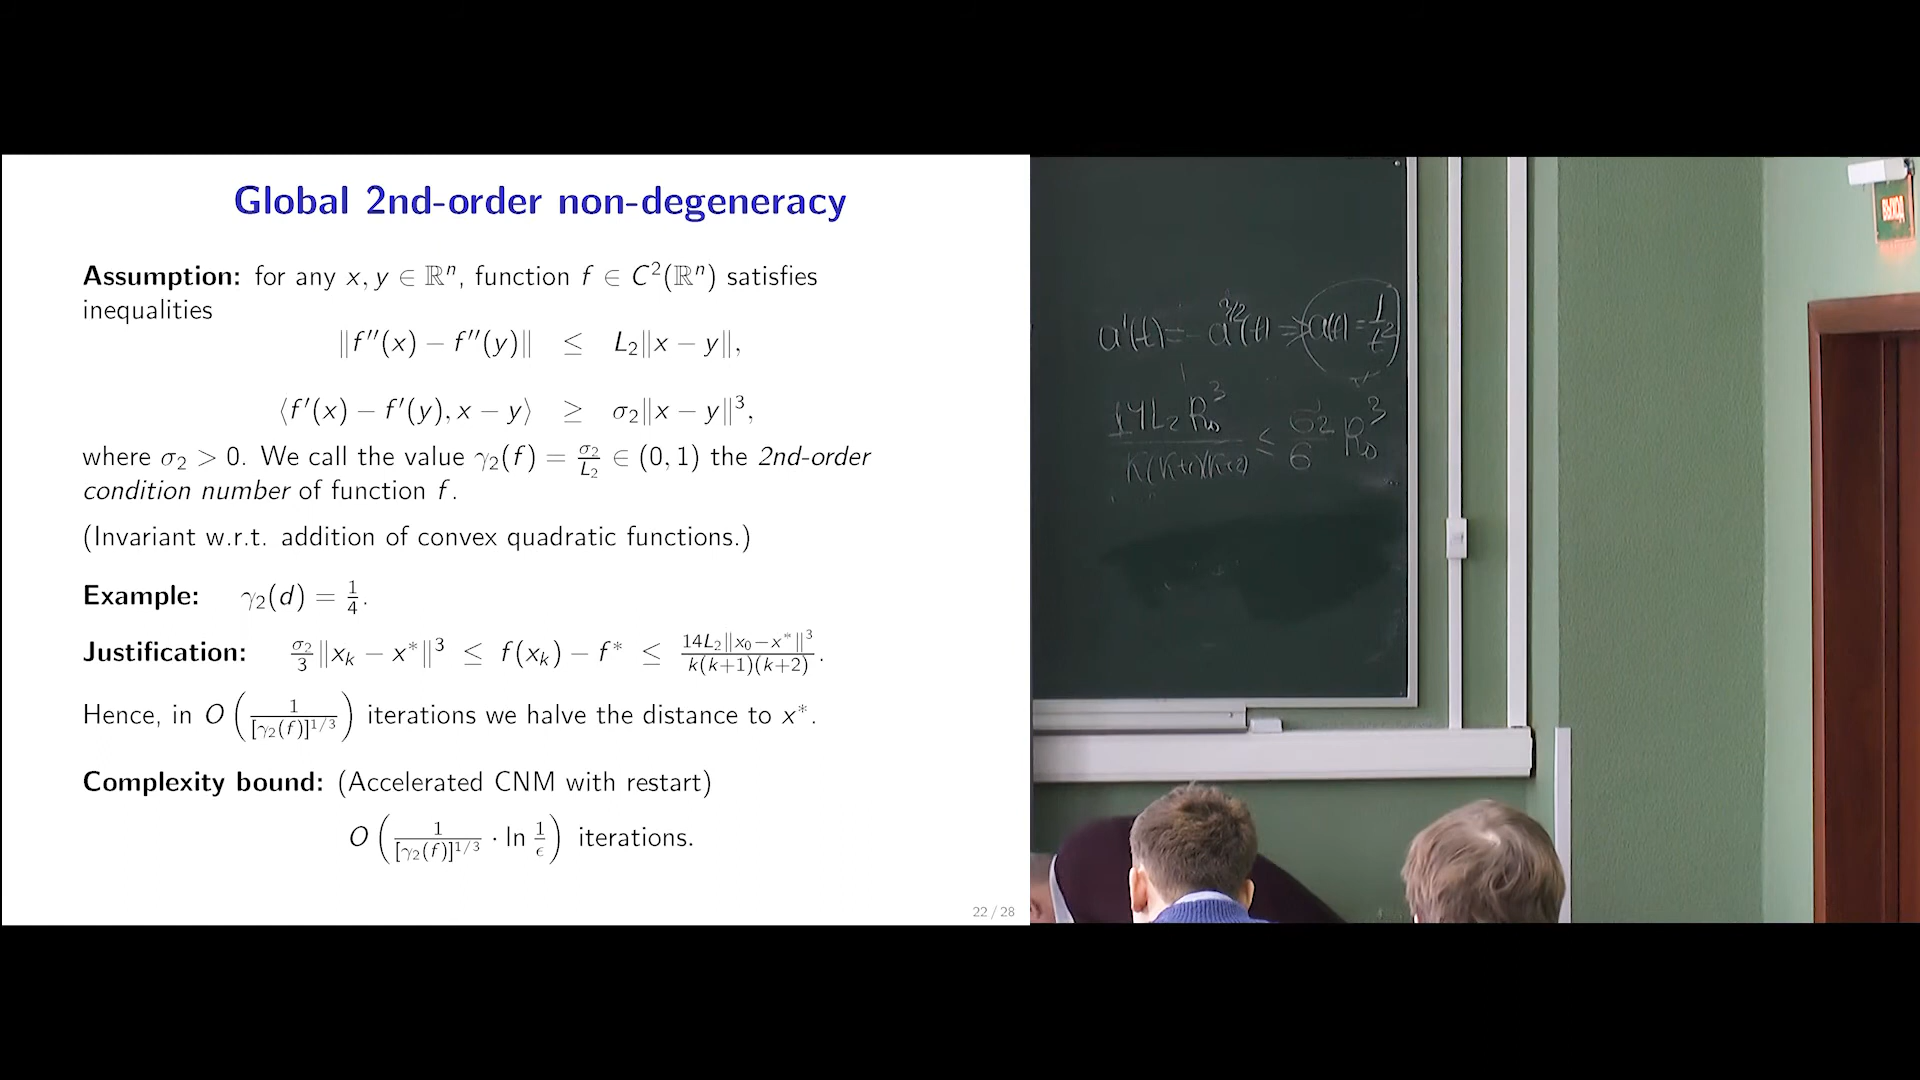 Global 2nd-order non-degeneracy
Assumption: for any x, y ∈ ℝⁿ, function f ∈ C²(ℝⁿ) satisfies
inequalities
‖f′′(x) − f′′(y)‖ ≤ L₂‖x − y‖,
⟨f′(x) − f′(y), x − y⟩ ≥ σ₂‖x − y‖³,
where σ₂ > 0. We call the value γ₂(f) = σ₂/L₂ ∈ (0, 1) the 2nd-order
condition number of function f.
(Invariant w.r.t. addition of convex quadratic functions.)
Example: γ₂(d) = 1/4.
Justification: σ₂/3 ‖xₖ − x*‖³ ≤ f(xₖ) − f* ≤ 14L₂‖x₀−x*‖³/k(k+1)(k+2).
Hence, in O(1/[γ₂(f)]^{1/3}) iterations we halve the distance to x*.
Complexity bound: (Accelerated CNM with restart)
O(1/[γ₂(f)]^{1/3} · ln 1/ϵ) iterations.
22 / 28
a'(t) = − a^{3/2}(t) ⇒ a(t) = 1/t²
14L₂R₀³/k(k+1)(k+2) ≤ σ₂/6 R₀³
ВЫХОД